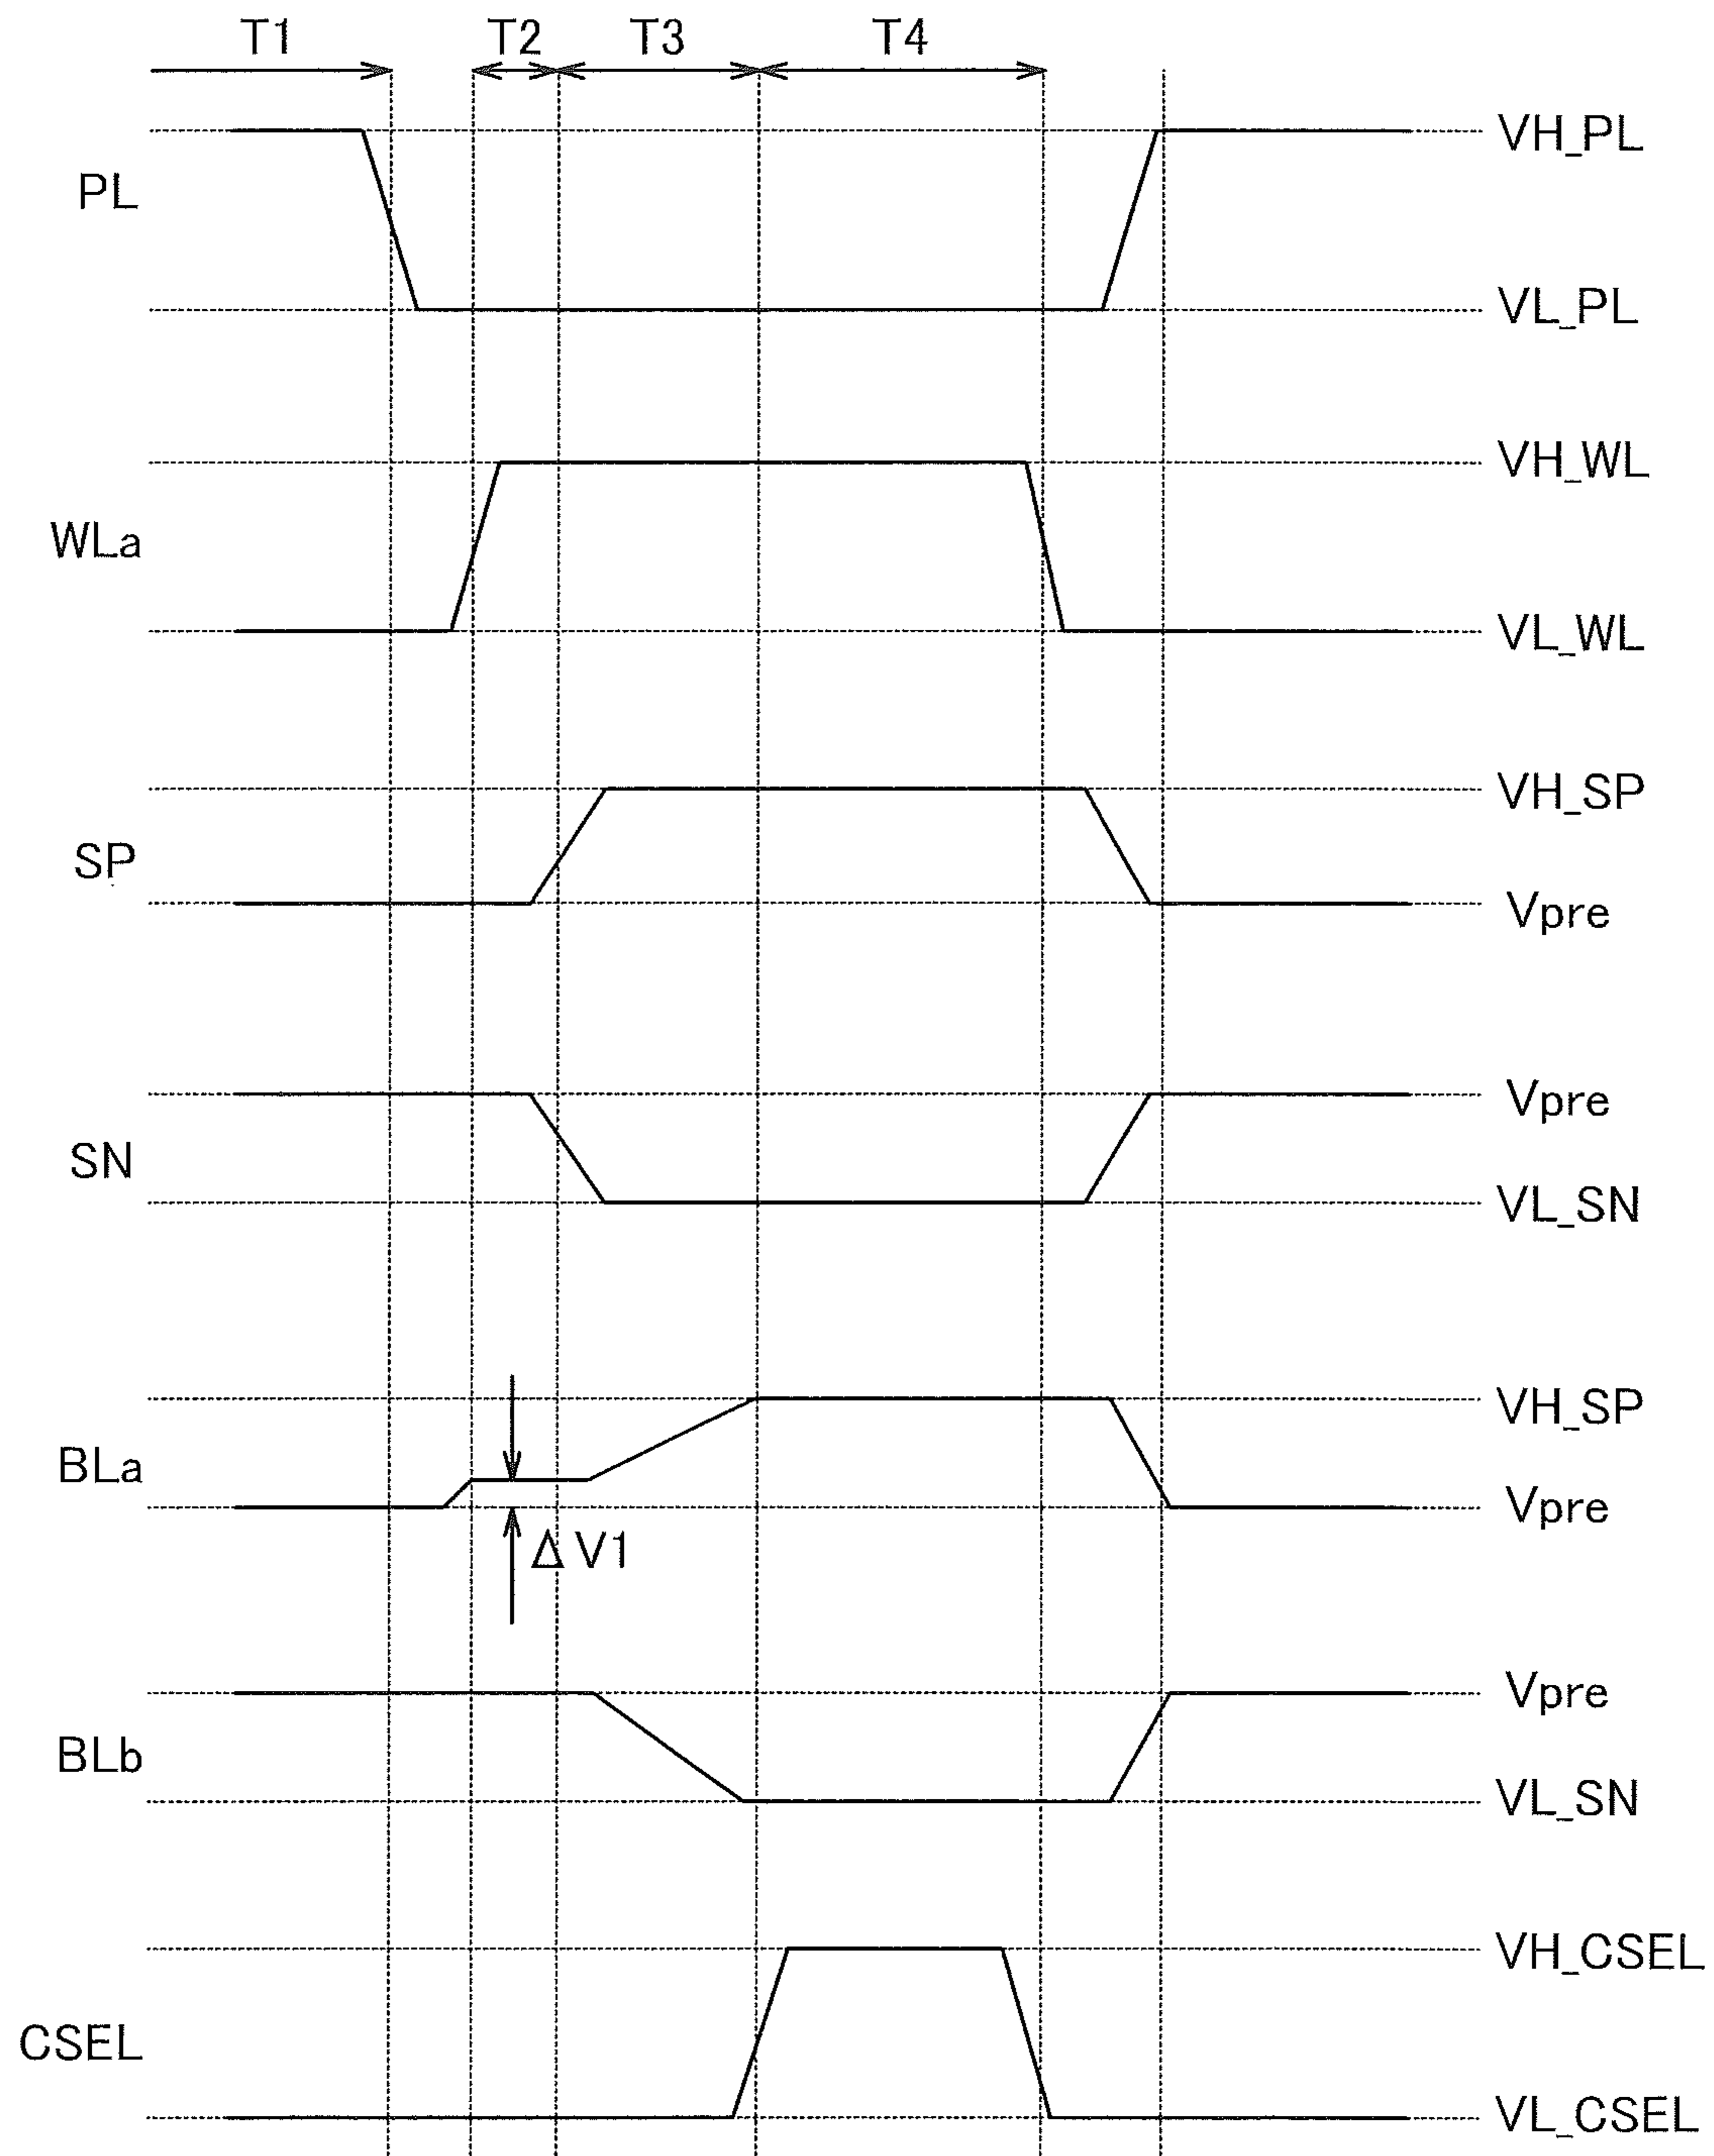 T1 T2 T3 T4
VH_PL
PL
VL_PL
VH_WL
WLa
VL_WL
VH_SP
SP
Vpre
Vpre
SN
VL_SN
VH_SP
BLa
Vpre
ΔV1
Vpre
BLb
VL_SN
VH_CSEL
CSEL
VL_CSEL